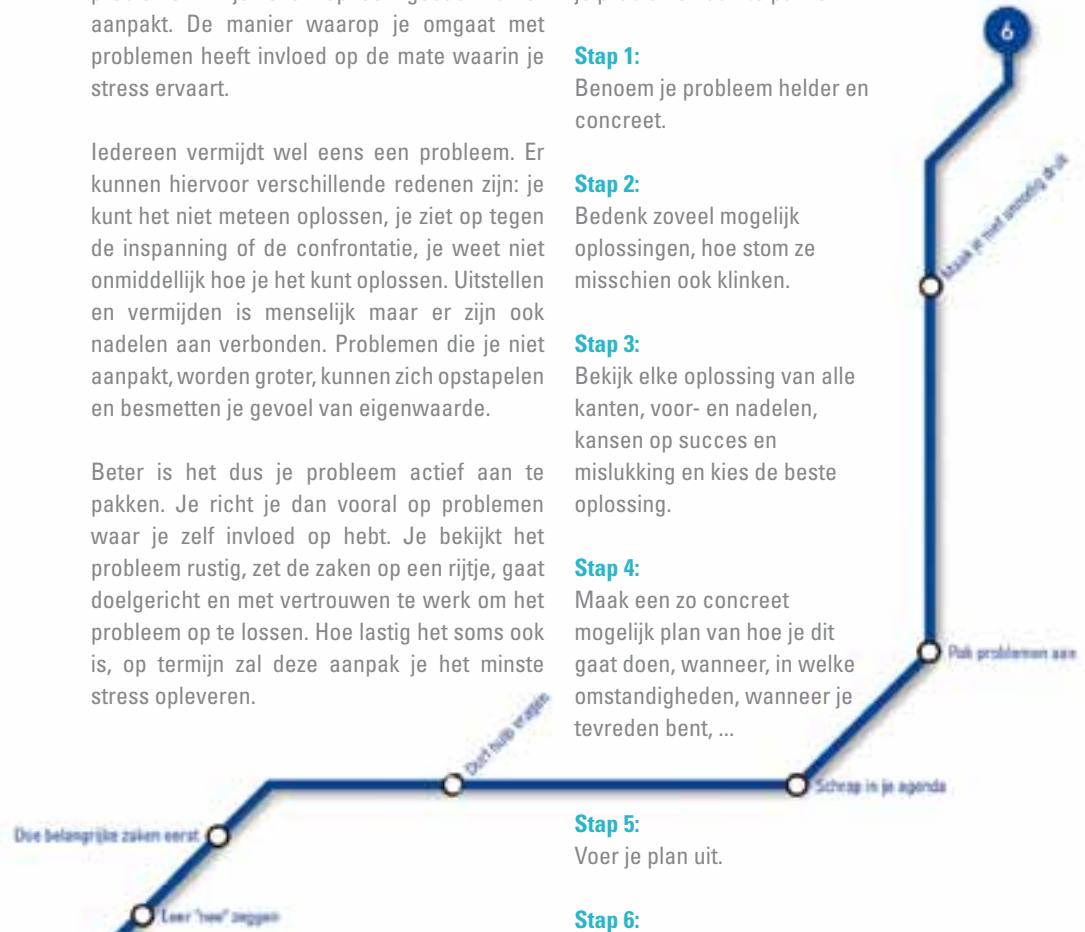 aanpakt. De manier waarop je omgaat met
problemen heeft invloed op de mate waarin je
stress ervaart.
Iedereen vermijdt wel eens een probleem. Er
kunnen hiervoor verschillende redenen zijn: je
kunt het niet meteen oplossen, je ziet op tegen
de inspanning of de confrontatie, je weet niet
onmiddellijk hoe je het kunt oplossen. Uitstellen
en vermijden is menselijk maar er zijn ook
nadelen aan verbonden. Problemen die je niet
aanpakt, worden groter, kunnen zich opstapelen
en besmetten je gevoel van eigenwaarde.
Beter is het dus je probleem actief aan te
pakken. Je richt je dan vooral op problemen
waar je zelf invloed op hebt. Je bekijkt het
probleem rustig, zet de zaken op een rijtje, gaat
doelgericht en met vertrouwen te werk om het
probleem op te lossen. Hoe lastig het soms ook
is, op termijn zal deze aanpak je het minste
stress opleveren.
Stap 1:
Benoem je probleem helder en
concreet.
Stap 2:
Bedenk zoveel mogelijk
oplossingen, hoe stom ze
misschien ook klinken.
Stap 3:
Bekijk elke oplossing van alle
kanten, voor- en nadelen,
kansen op succes en
mislukking en kies de beste
oplossing.
Stap 4:
Maak een zo concreet
mogelijk plan van hoe je dit
gaat doen, wanneer, in welke
omstandigheden, wanneer je
tevreden bent, ...
Stap 5:
Voer je plan uit.
Stap 6:
6
Maak je niet onnodig druk
Pak problemen aan
Schrap in je agenda
Durf hulp vragen
Doe belangrijke zaken eerst
Leer "nee" zeggen